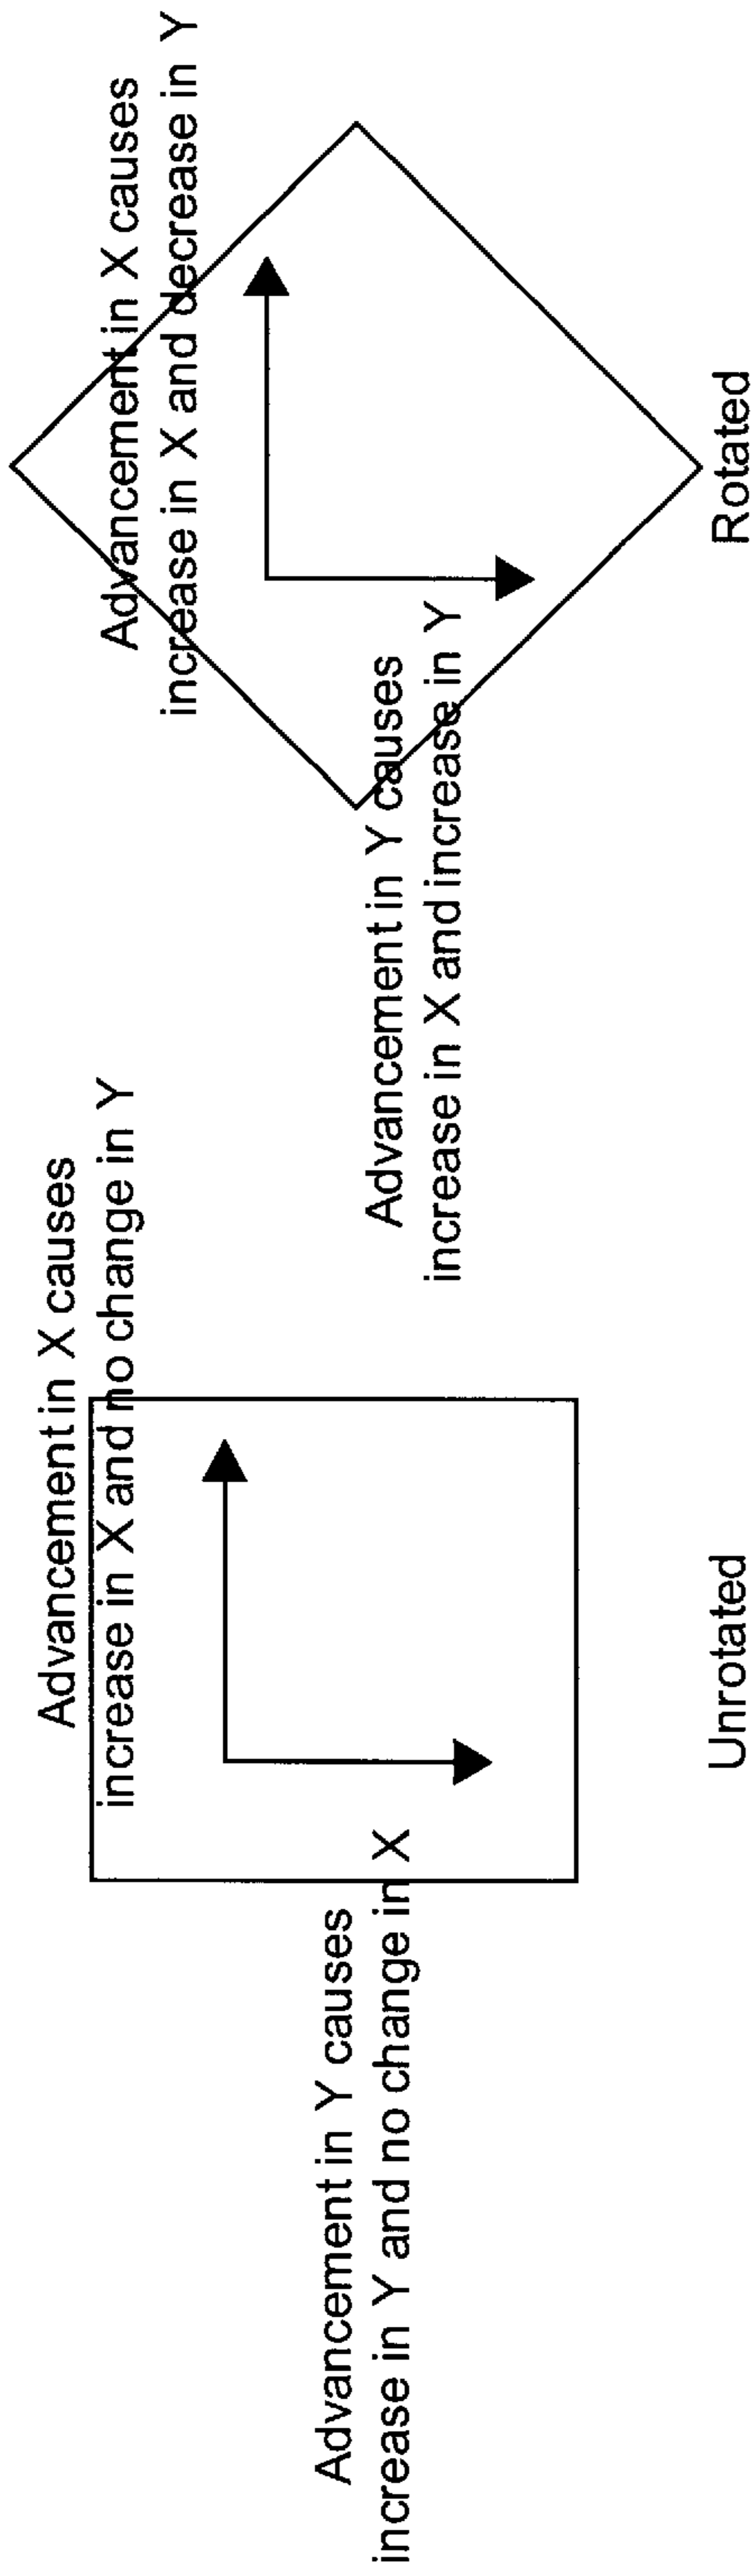 Advancement in X causes
increase in X and no change in Y
Advancement in Y causes
increase in Y and no change in X
Unrotated
Advancement in X causes
increase in X and decrease in Y
Advancement in Y causes
increase in X and increase in Y
Rotated